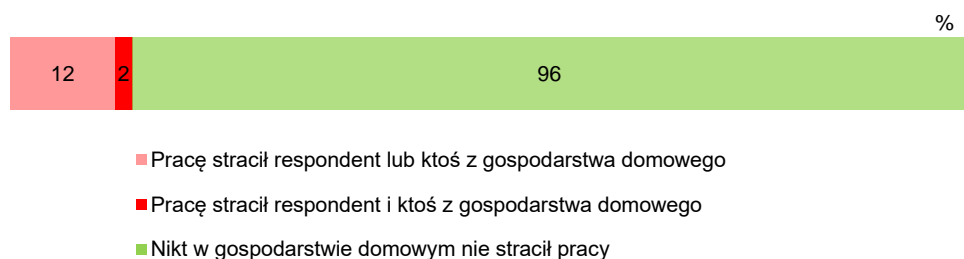 %
12 2 96
Pracę stracił respondent lub ktoś z gospodarstwa domowego
Pracę stracił respondent i ktoś z gospodarstwa domowego
Nikt w gospodarstwie domowym nie stracił pracy